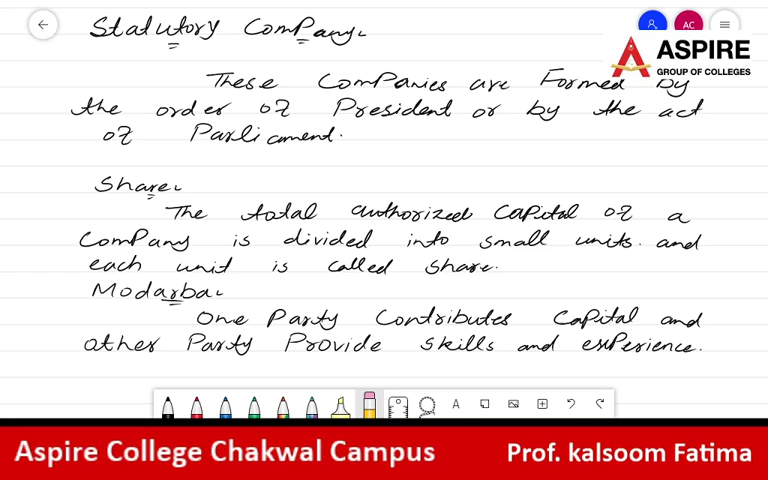 Statutory Company.
AC
ASPIRE
GROUP OF COLLEGES
These Companies are Formed by
the order of President or by the act
of Parliament.
Share.
The total authorized capital of a
Company is divided into small units. and
each unit is called share.
Modarba.
One Party Contributes Capital and
other Party Provide skills and experience.
A
Aspire College Chakwal Campus
Prof. kalsoom Fatima